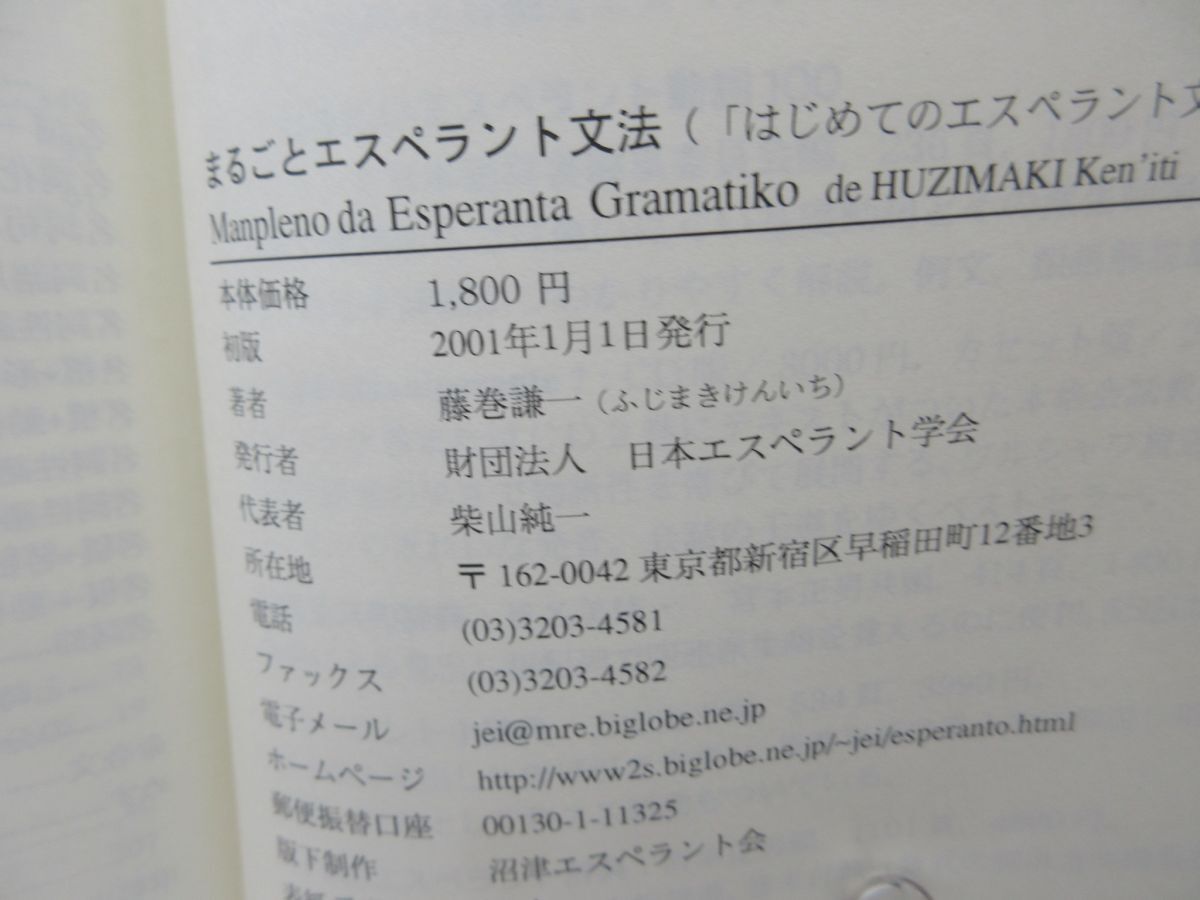 まるごとエスペラント文法（「はじめてのエスペラント文
Manpleno da Esperanta Gramatiko de HUZIMAKI Ken'iti
本体価格 1,800 円
初版 2001年1月1日発行
著者 藤巻謙一（ふじまきけんいち）
発行者 財団法人 日本エスペラント学会
代表者 柴山純一
所在地 〒162-0042 東京都新宿区早稲田町12番地3
電話 (03)3203-4581
ファックス (03)3203-4582
電子メール jei@mre.biglobe.ne.jp
ホームページ http://www2s.biglobe.ne.jp/~jei/esperanto.html
郵便振替口座 00130-1-11325
版下制作 沼津エスペラント会